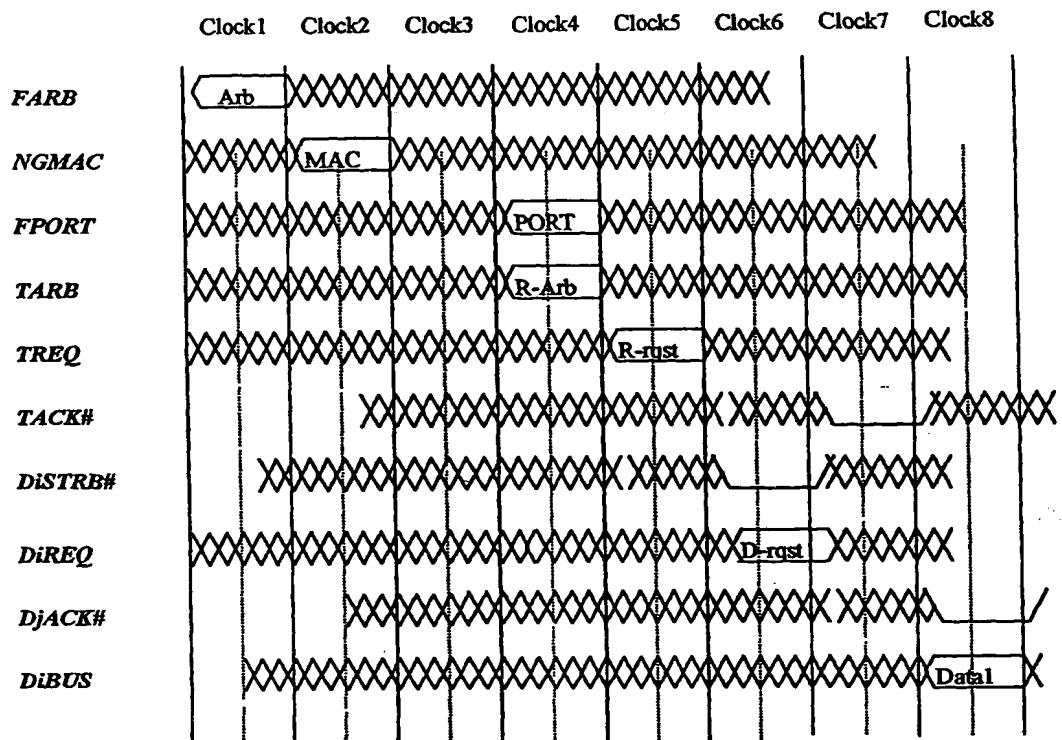 Clock1 Clock2 Clock3 Clock4 Clock5 Clock6 Clock7 Clock8
FARB Arb
NGMAC MAC
FPORT PORT
TARB R-Arb
TREQ R-rqst
TACK#
DiSTRB#
DiREQ D-rqst
DjACK#
DiBUS Data1